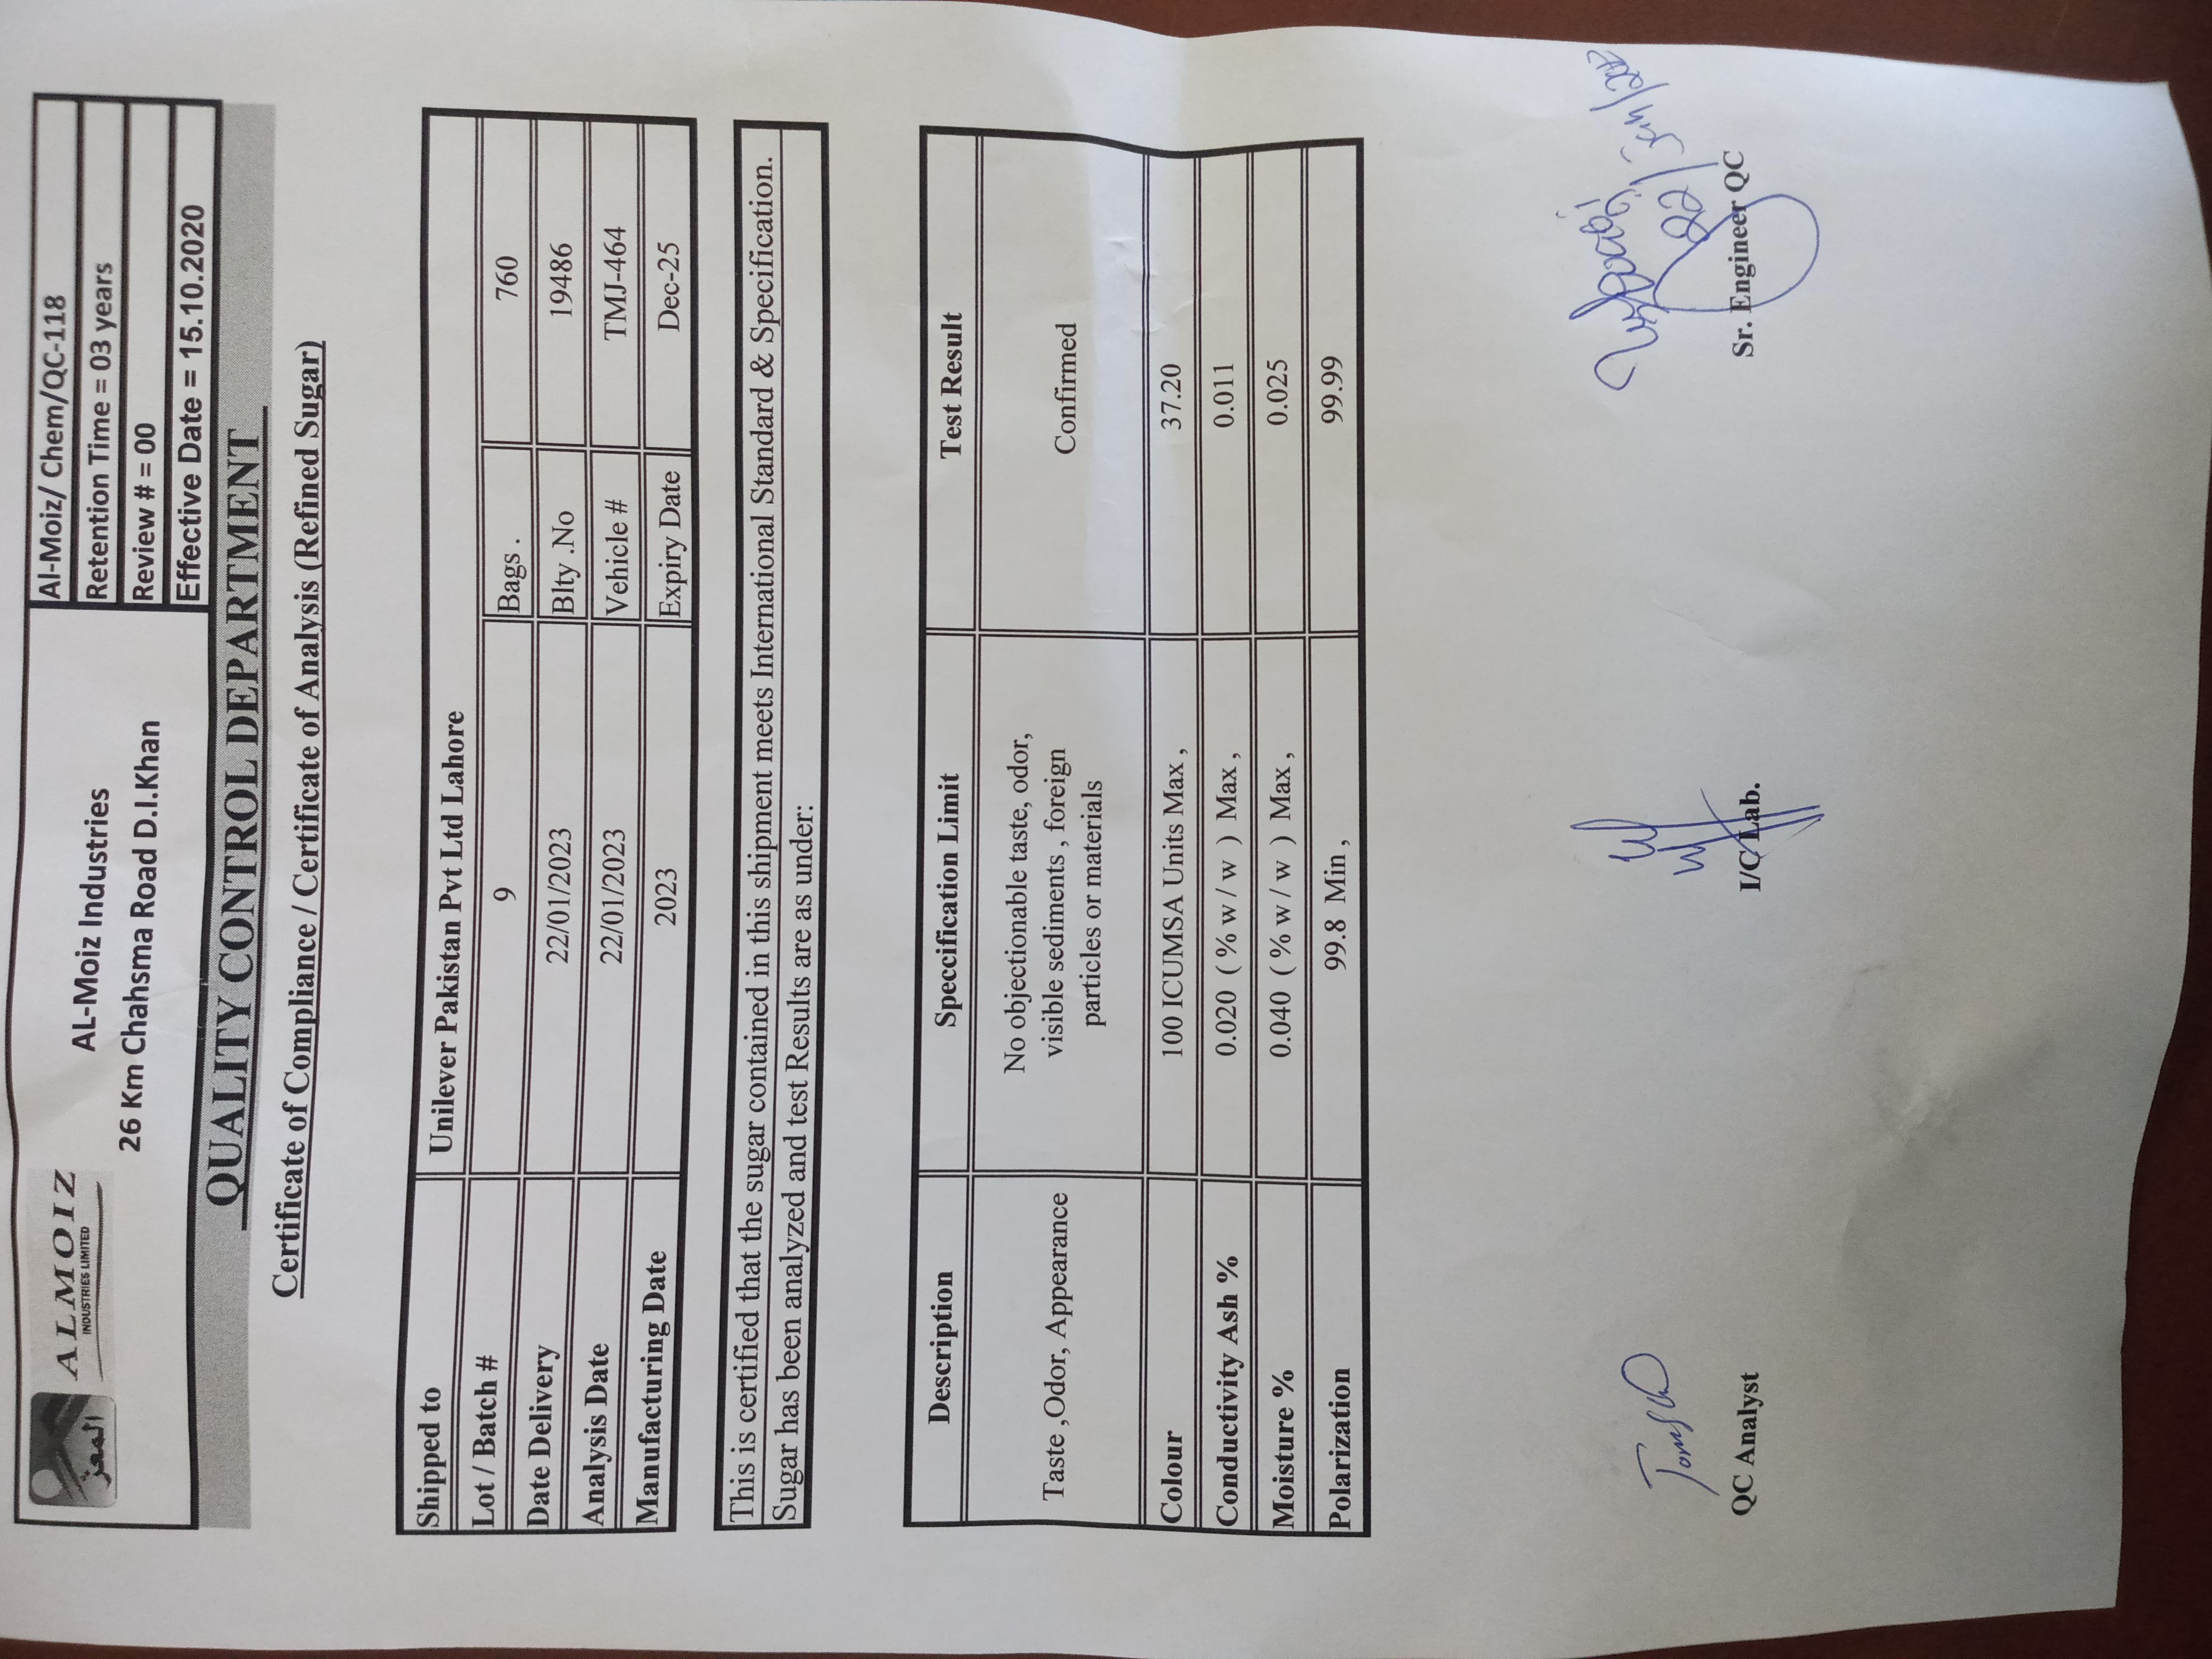 المعز
ALMOIZ
INDUSTRIES LIMITED
AL-Moiz Industries
26 Km Chahsma Road D.I.Khan
Al-Moiz/ Chem/QC-118
Retention Time = 03 years
Review # = 00
Effective Date = 15.10.2020
QUALITY CONTROL DEPARTMENT
Certificate of Compliance / Certificate of Analysis (Refined Sugar)
Shipped to Unilever Pakistan Pvt Ltd Lahore
Lot / Batch # 9 Bags . 760
Date Delivery 22/01/2023 Blty .No 19486
Analysis Date 22/01/2023 Vehicle # TMJ-464
Manufacturing Date 2023 Expiry Date Dec-25
This is certified that the sugar contained in this shipment meets International Standard & Specification.
Sugar has been analyzed and test Results are as under:
Description Speccification Limit Test Result
Taste ,Odor, Appearance No objectionable taste, odor,
visible sediments , foreign
particles or materials Confirmed
Colour 100 ICUMSA Units Max , 37.20
Conductivity Ash % 0.020 ( % w / w ) Max , 0.011
Moisture % 0.040 ( % w / w ) Max , 0.025
Polarization 99.8 Min , 99.99
QC Analyst I/C Lab. Sr. Engineer QC